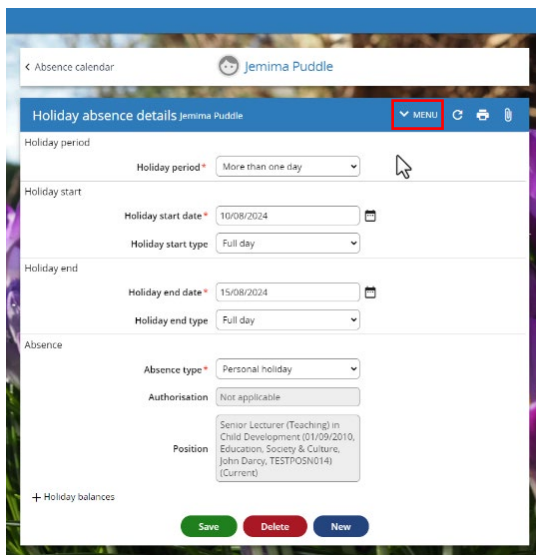 Absence calendar
Jemima Puddle
Holiday absence details Jemima Puddle
MENU
Holiday period
Holiday period* More than one day
Holiday start
Holiday start date* 10/08/2024
Holiday start type Full day
Holiday end
Holiday end date* 15/08/2024
Holiday end type Full day
Absence
Absence type* Personal holiday
Authorisation Not applicable
Position
Senior Lecturer (Teaching) in
Child Development (01/09/2010,
Education, Society & Culture,
John Darcy, TESTPOSN014)
(Current)
+ Holiday balances
Save Delete New